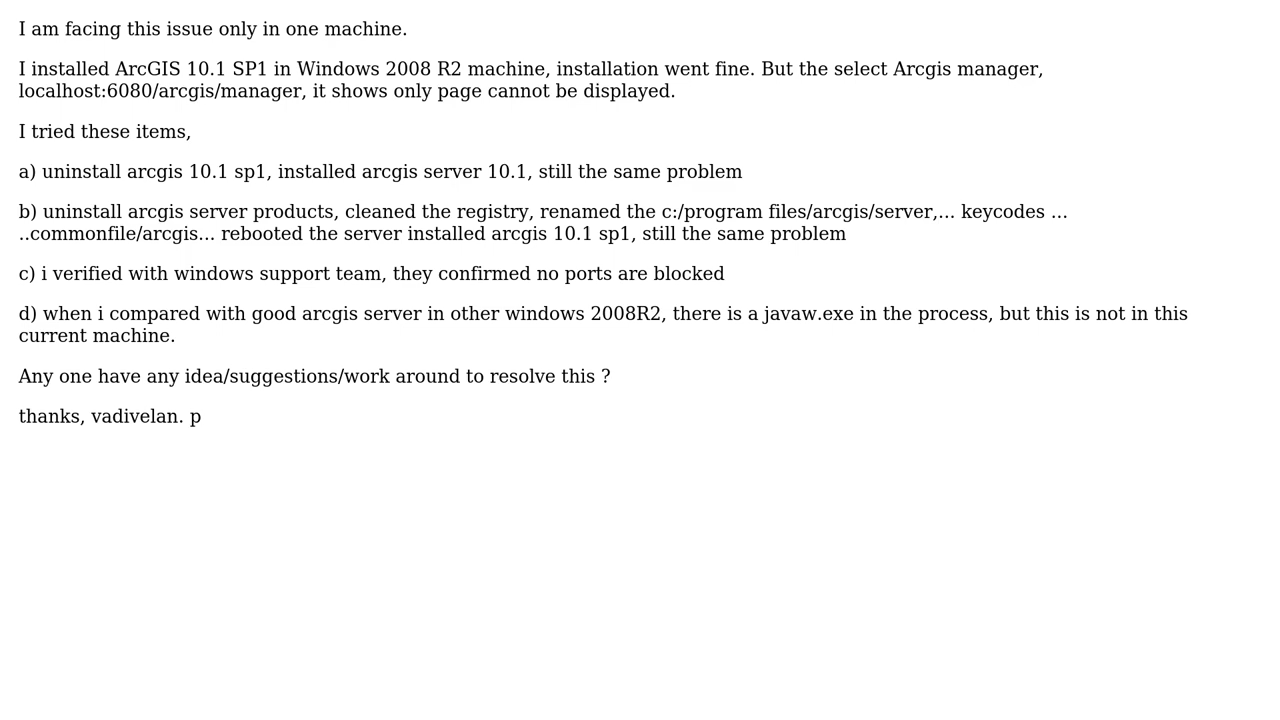 I am facing this issue only in one machine.
I installed ArcGIS 10.1 SP1 in Windows 2008 R2 machine, installation went fine. But the select Arcgis manager,
localhost:6080/arcgis/manager, it shows only page cannot be displayed.
I tried these items,
a) uninstall arcgis 10.1 sp1, installed arcgis server 10.1, still the same problem
b) uninstall arcgis server products, cleaned the registry, renamed the c:/program files/arcgis/server,... keycodes ...
..commonfile/arcgis... rebooted the server installed arcgis 10.1 sp1, still the same problem
c) i verified with windows support team, they confirmed no ports are blocked
d) when i compared with good arcgis server in other windows 2008R2, there is a javaw.exe in the process, but this is not in this
current machine.
Any one have any idea/suggestions/work around to resolve this ?
thanks, vadivelan. p